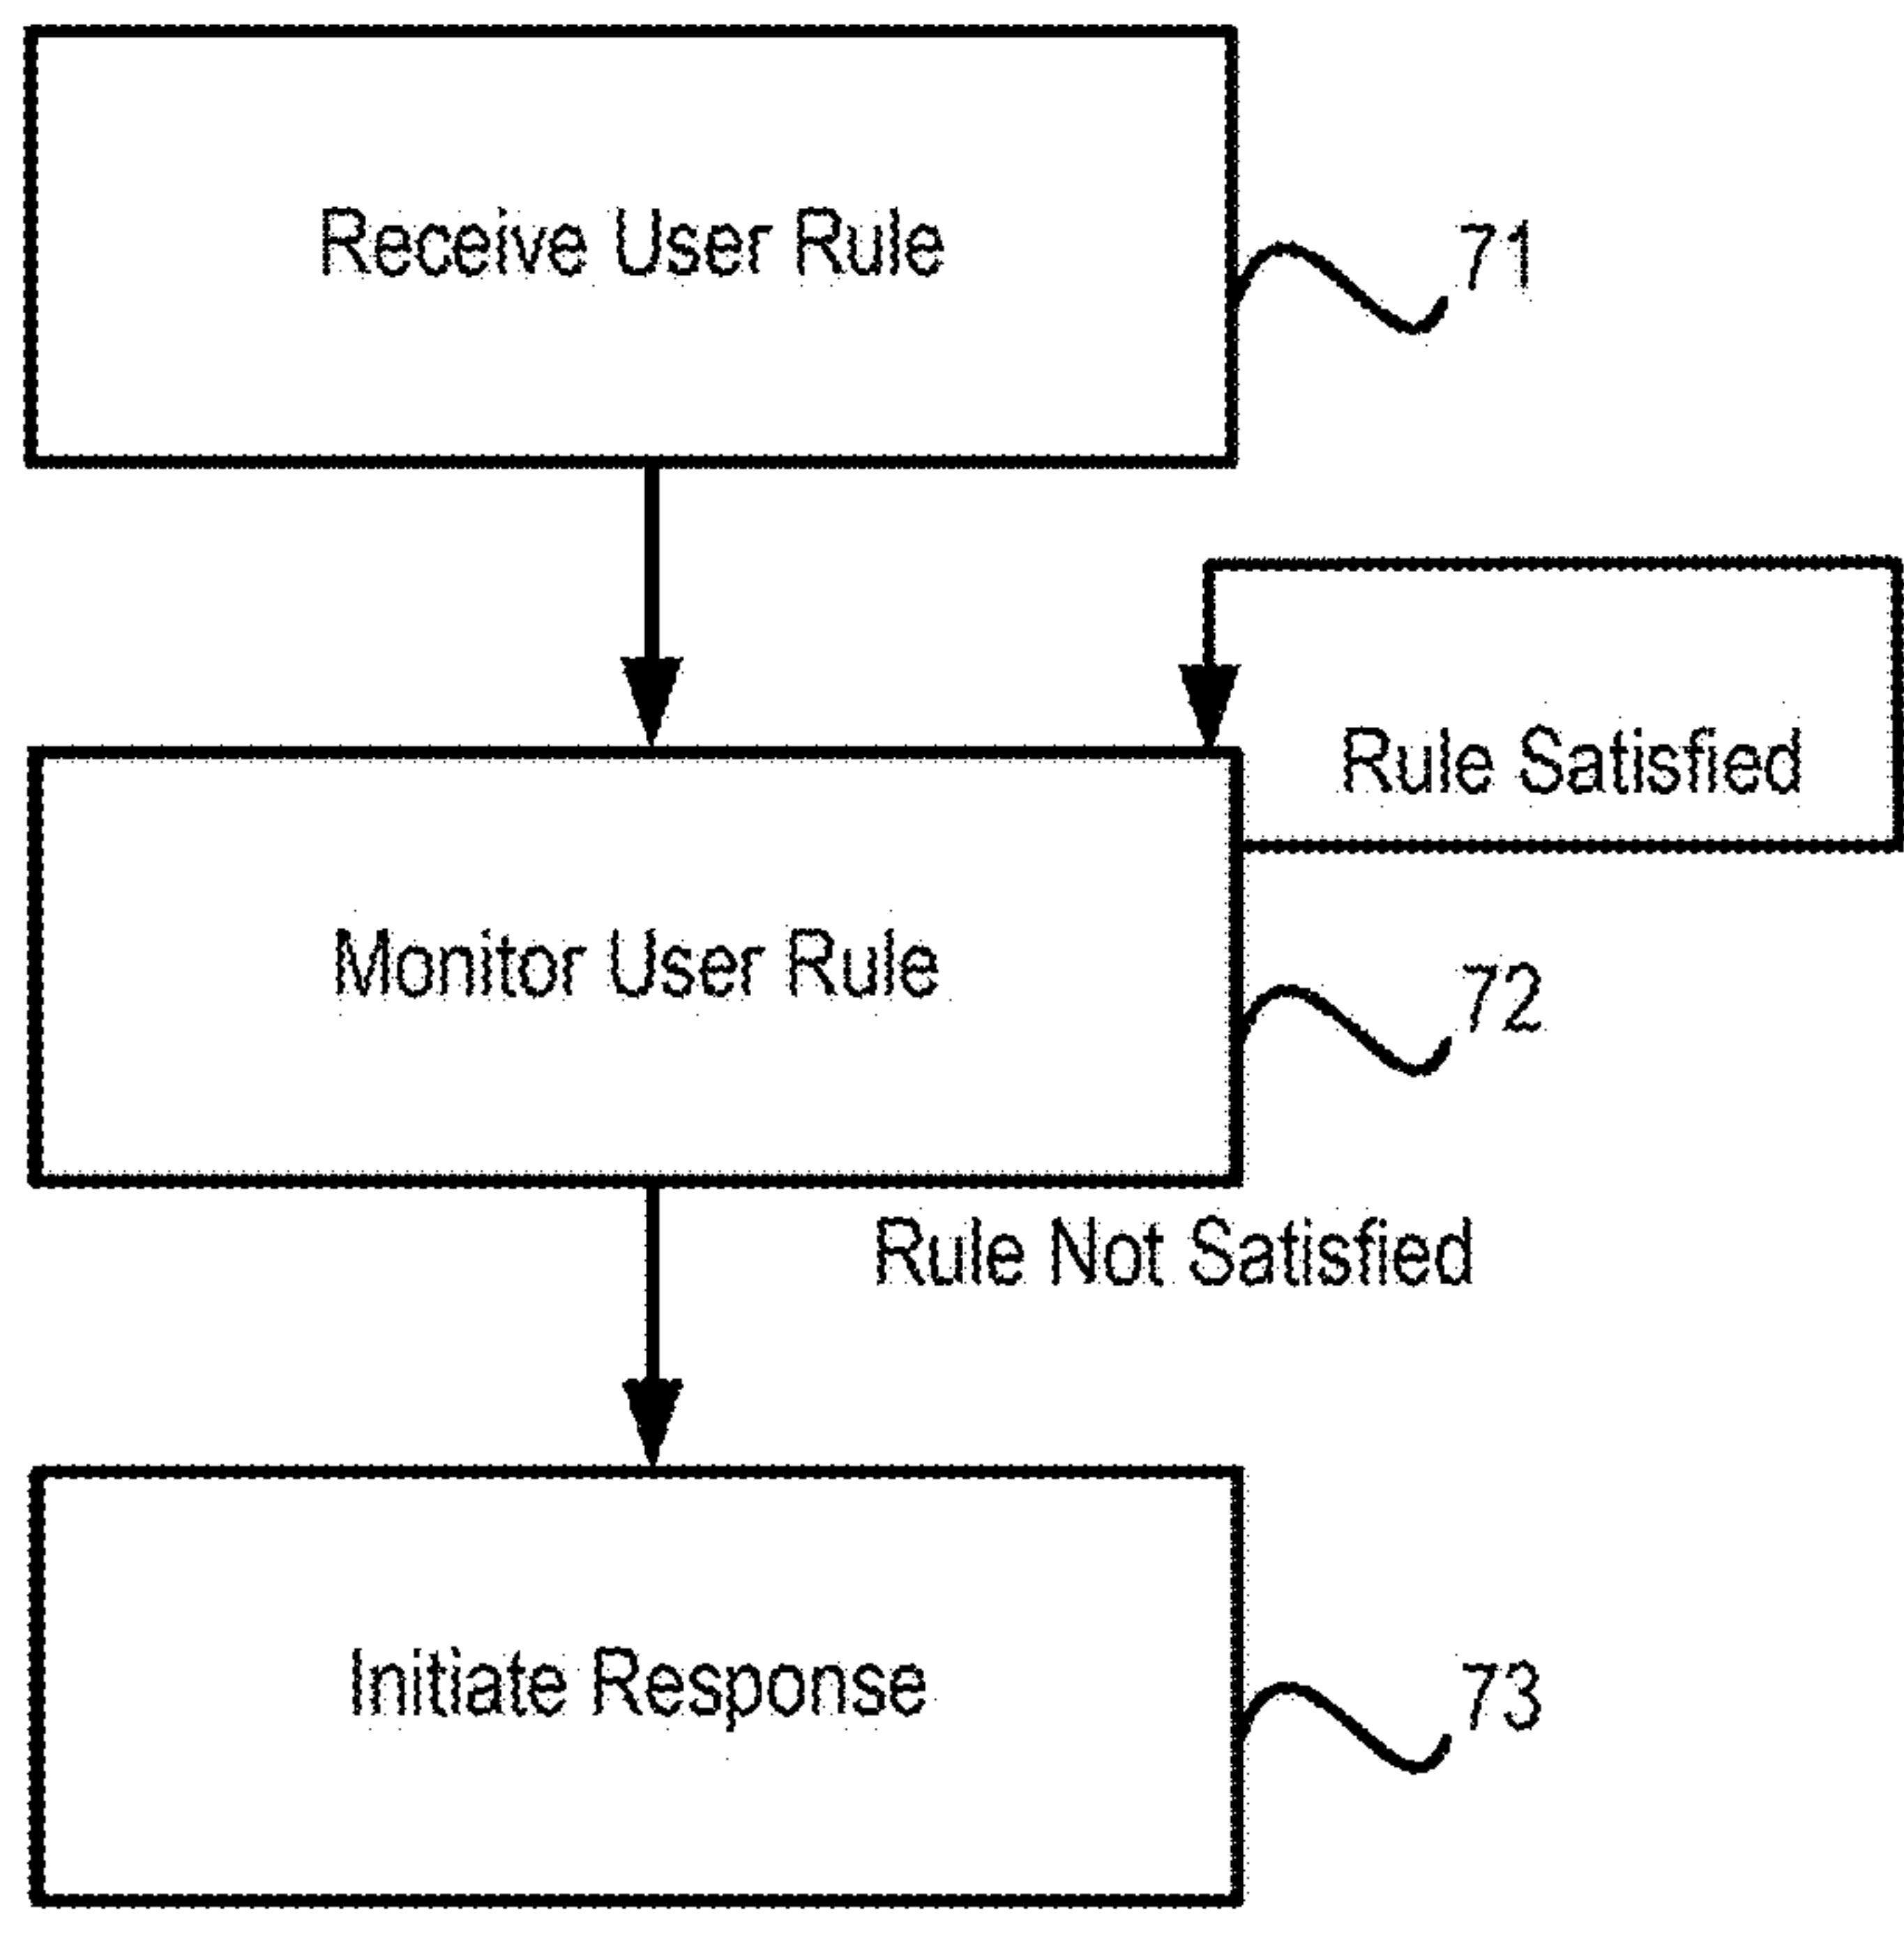 Receive User Rule
71
Rule Satisfied
Monitor User Rule
72
Rule Not Satisfied
Initiate Response
73